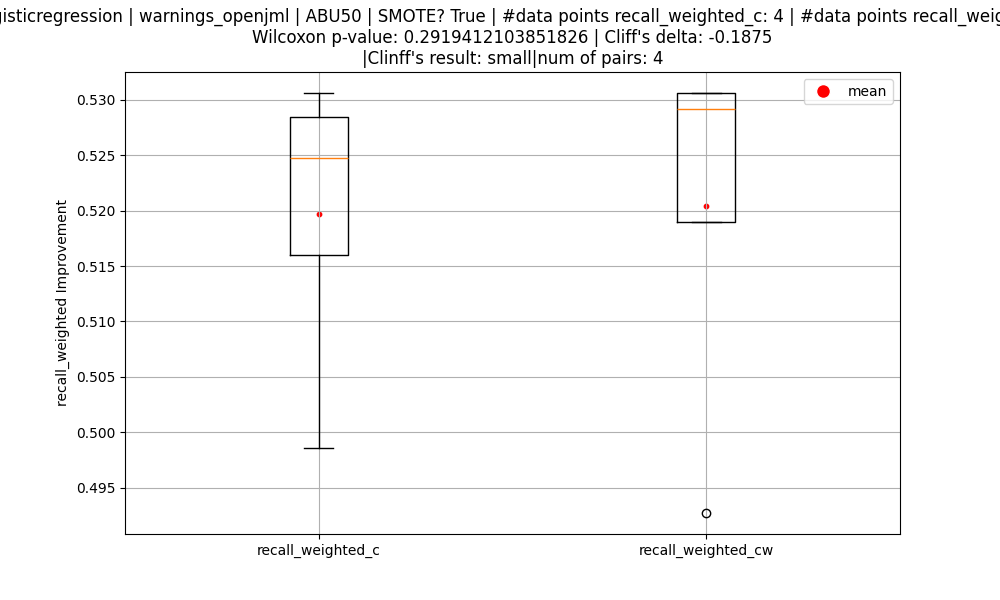 | warnings_openjml | ABU50 | SMOTE? True | #data points recall_weighted_c: 4 | #data points
Wilcoxon p-value: 0.2919412103851826 | Cliff's delta: -0.1875
|Clinff's result: small|num of pairs: 4
mean
0.530
0.525
0.520
0.515
0.510
0.505
0.500
0.495
recall_weighted Improvement
recall_weighted_c
recall_weighted_cw